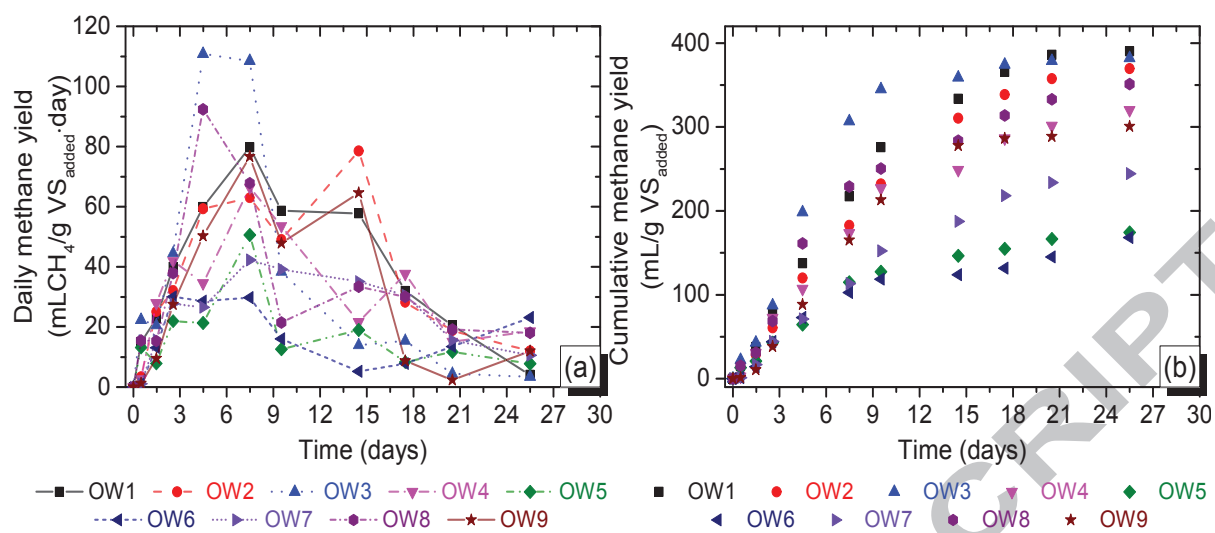 Daily methane yield
(mLCH₄/g VS_added·day)
120
100
80
60
40
20
0
0 3 6 9 12 15 18 21 24 27 30
Time (days)
(a)
OW1 OW2 OW3 OW4 OW5
OW6 OW7 OW8 OW9
Cumulative methane yield
(mL/g VS_added)
400
300
200
100
0
0 3 6 9 12 15 18 21 24 27 30
Time (days)
(b)
OW1 OW2 OW3 OW4 OW5
OW6 OW7 OW8 OW9
CRIPT